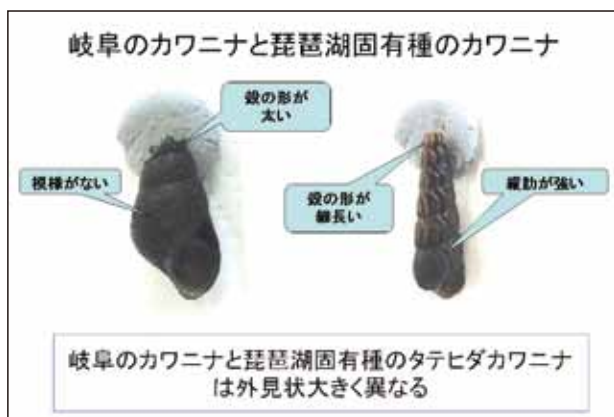 岐阜のカワニナと琵琶湖固有種のカワニナ
殻の形が
太い
模様がない
殻の形が
細長い
縦肋が強い
岐阜のカワニナと琵琶湖固有種のタテヒダカワニナ
は外見状大きく異なる